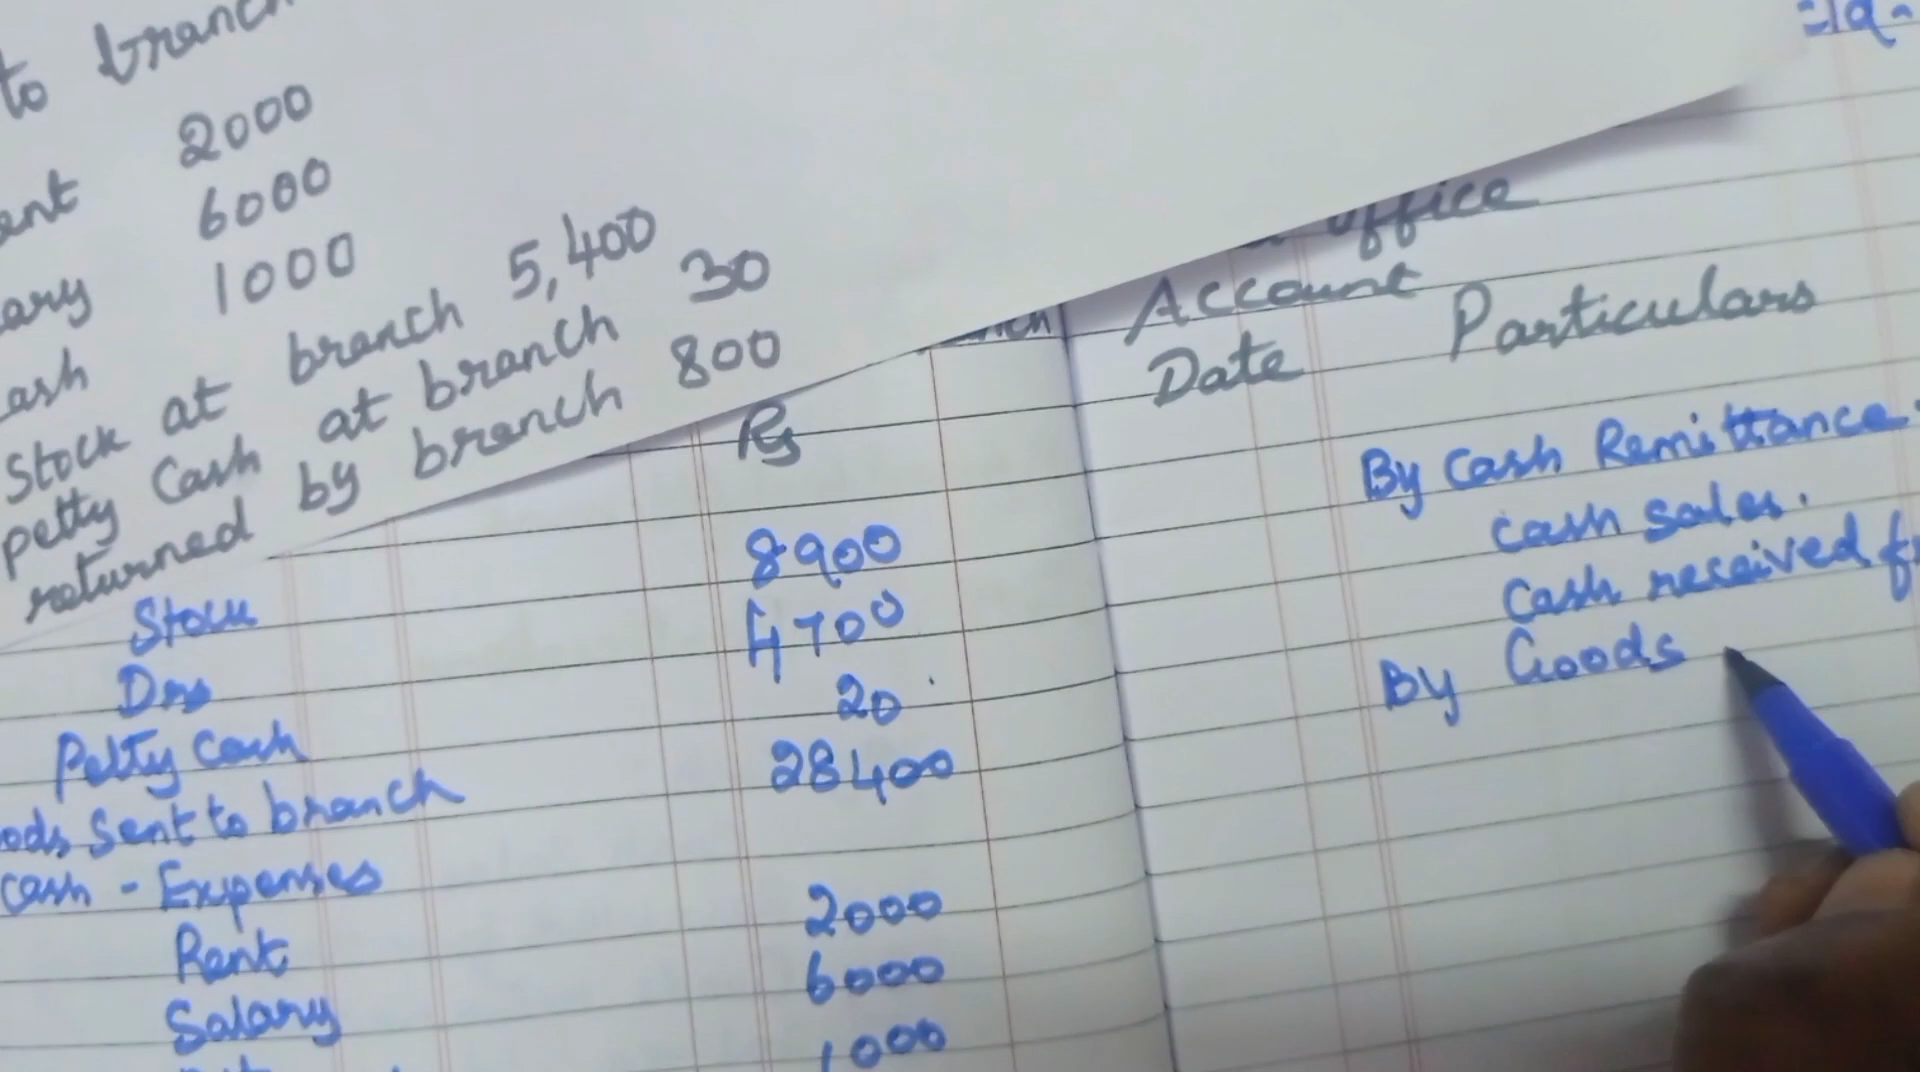 to branch
2000
6000
ary 1000
ash
Stock at branch 5,400
petty Cash at branch 30
returned by branch 800
office
Account
Date Particulars
Rs
Stock 8900
Drs 4700
Petty Cash 20
ods Sent to branch 28400
Cash - Expenses
Rent 2000
Salary 6000
1000
By Cash Remittance:
Cash Sales.
Cash received
By Goods